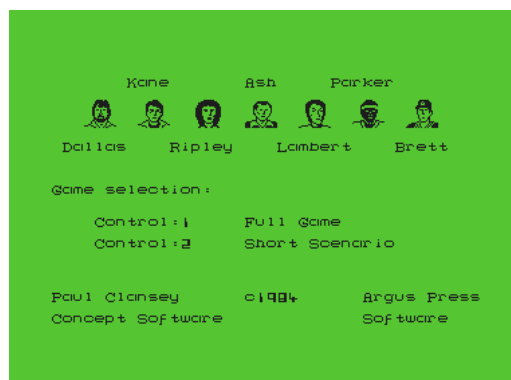 Kane Ash Parker
Dallas Ripley Lambert Brett
Game selection:
Control:1 Full Game
Control:2 Short Scenario
Paul Clansey c1984 Argus Press
Concept Software Software